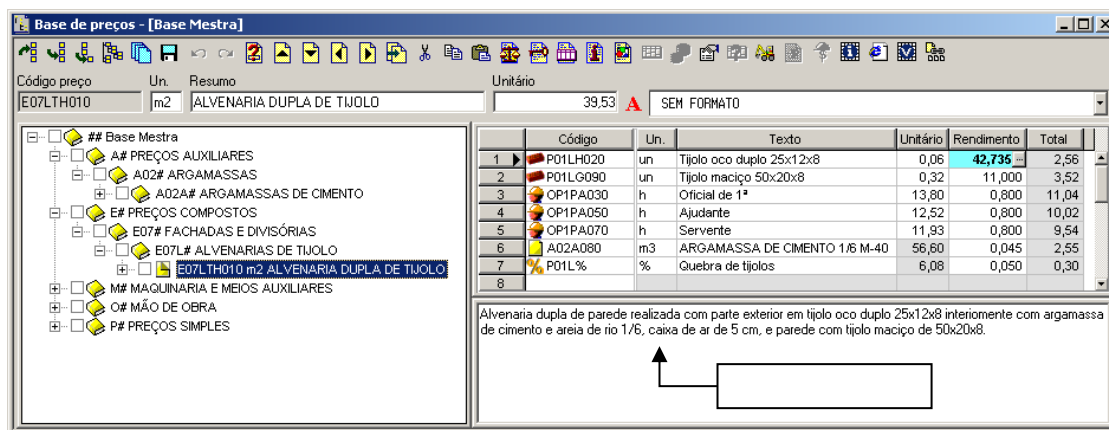 Base de preços - [Base Mestra]
Código preço Un. Resumo Unitário
E07LTH010 m2 ALVENARIA DUPLA DE TIJOLO 39,53 A SEM FORMATO
## Base Mestra
A# PREÇOS AUXILIARES
A02# ARGAMASSAS
A02A# ARGAMASSAS DE CIMENTO
E# PREÇOS COMPOSTOS
E07# FACHADAS E DIVISÓRIAS
E07L# ALVENARIAS DE TIJOLO
E07LTH010 m2 ALVENARIA DUPLA DE TIJOLO
M# MAQUINARIA E MEIOS AUXILIARES
O# MÃO DE OBRA
P# PREÇOS SIMPLES
Código Un. Texto Unitário Rendimento Total
1 P01LH020 un Tijolo oco duplo 25x12x8 0,06 42,735 ... 2,56
2 P01LG090 un Tijolo maciço 50x20x8 0,32 11,000 3,52
3 OP1PA030 h Oficial de 1ª 13,80 0,800 11,04
4 OP1PA050 h Ajudante 12,52 0,800 10,02
5 OP1PA070 h Servente 11,93 0,800 9,54
6 A02A080 m3 ARGAMASSA DE CIMENTO 1/6 M-40 56,60 0,045 2,55
7 P01L% % Quebra de tijolos 6,08 0,050 0,30
8
Alvenaria dupla de parede realizada com parte exterior em tijolo oco duplo 25x12x8 interiomente com argamassa
de cimento e areia de rio 1/6, caixa de ar de 5 cm, e parede com tijolo maciço de 50x20x8.